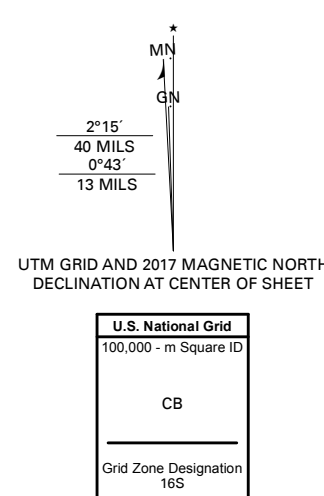 ★
MN
GN
2°15´
40 MILS
0°43´
13 MILS
UTM GRID AND 2017 MAGNETIC NORTH
DECLINATION AT CENTER OF SHEET
U.S. National Grid
100,000 - m Square ID
CB
Grid Zone Designation
16S